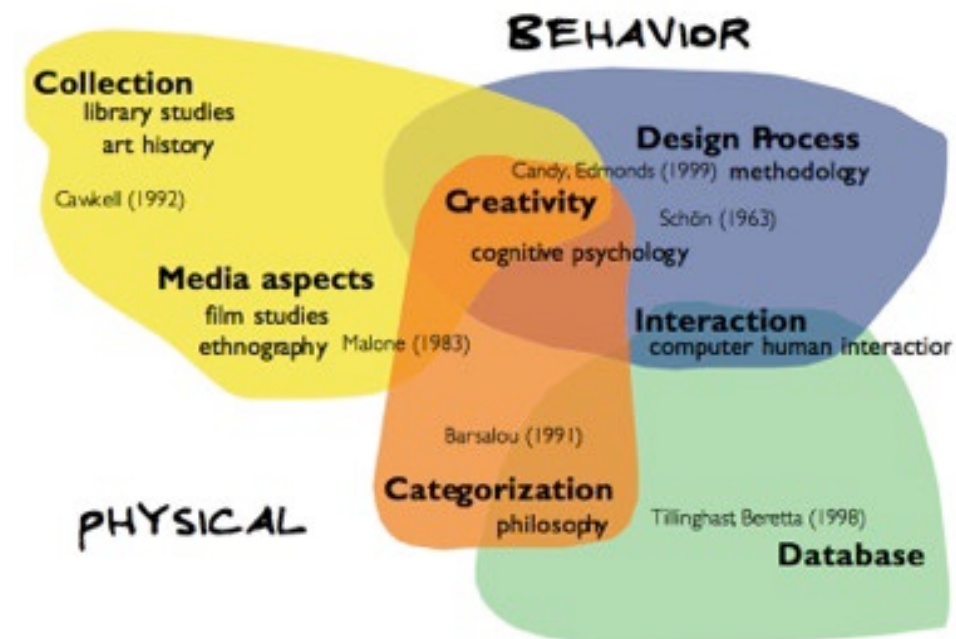 BEHAVIOR
Collection
library studies
art history
Cawkell (1992)
Media aspects
film studies
ethnography
Malone (1983)
Design Process
Candy, Edmonds (1999)
methodology
Creativity
Schön (1963)
cognitive psychology
Interaction
computer human interactior
Barsalou (1991)
Categorization
philosophy
PHYSICAL
Tillinghast Beretta (1998)
Database